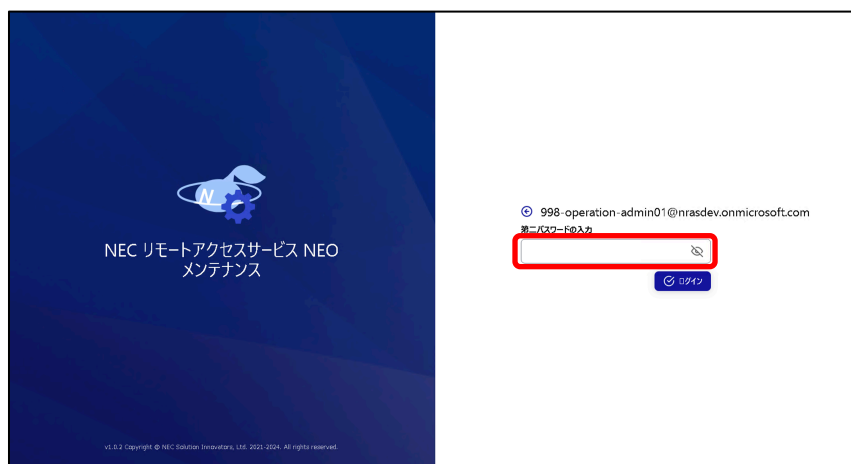 N
NEC リモートアクセスサービス NEO
メンテナンス
v1.0.2 Copyright © NEC Solution Innovators, Ltd. 2021-2024. All rights reserved.
998-operation-admin01@nrasdev.onmicrosoft.com
第二パスワードの入力
ログイン